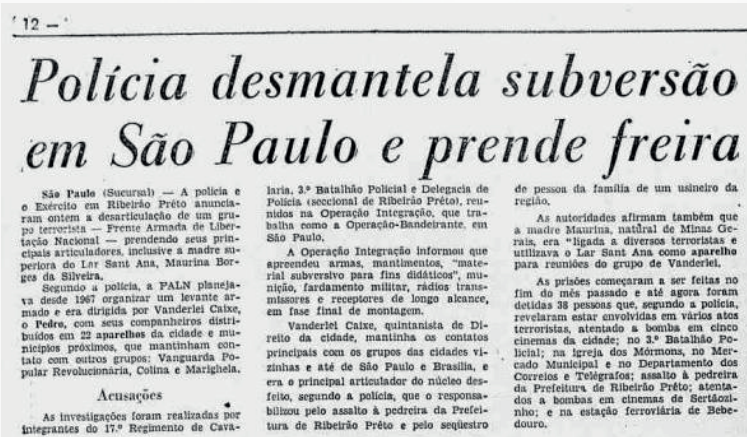 12 —
Polícia desmantela subversão
em São Paulo e prende freira
São Paulo (Sucursal) — A polícia e
o Exército em Ribeirão Prêto anuncia-
ram ontem a desarticulação de um gru-
po terrorista — Frente Armada de Liber-
tação Nacional — prendendo seus prin-
cipais articuladores, inclusive a madre su-
periora do Lar Sant Ana, Maurina Bor-
ges da Silveira.
Segundo a polícia, a PALN planeja-
va desde 1967 organizar um levante ar-
mado e era dirigida por Vanderlei Caixe,
o Pedro, com seus companheiros distri-
buídos em 22 aparelhos da cidade e mu-
nicípios próximos, que mantinham con-
tato com outros grupos: Vanguarda Po-
pular Revolucionária, Colina e Marighela.
Acusações
As investigações foram realizadas por
integrantes do 17.º Regimento de Cava-
laria, 3.º Batalhão Policial e Delegacia de
Polícia (seccional de Ribeirão Prêto), reu-
nidos na Operação Integração, que tra-
balha como a Operação-Bandeirante, em
São Paulo.
A Operação Integração informou que
apreendeu armas, mantimentos, "mate-
rial subversivo para fins didáticos", mu-
nição, fardamento militar, rádios trans-
missores e receptores de longo alcance,
em fase final de montagem.
Vanderlei Caixe, quintanista de Di-
reito da cidade, mantinha os contatos
principais com os grupos das cidades vi-
zinhas e até de São Paulo e Brasília, e
era o principal articulador do núcleo des-
feito, segundo a polícia, que o responsa-
bilizou pelo assalto à pedreira da Prefei-
tura de Ribeirão Prêto e pelo seqüestro
de pessoa da família de um usineiro da
região.
As autoridades afirmam também que
a madre Maurina, natural de Minas Ge-
rais, era "ligada a diversos terroristas e
utilizava o Lar Sant Ana como aparelho
para reuniões do grupo de Vanderlei.
As prisões começaram a ser feitas no
fim do mês passado e até agora foram
detidas 38 pessoas que, segundo a polícia,
revelaram estar envolvidas em vários atos
terroristas, atentado a bomba em cinco
cinemas da cidade; no 3.º Batalhão Po-
licial; na Igreja dos Mórmons, no Mer-
cado Municipal e no Departamento dos
Correios e Telégrafos; assalto à pedreira
da Prefeitura de Ribeirão Prêto; atenta-
dos a bombas em cinemas de Sertãozi-
nho; e na estação ferroviária de Bebe-
douro.